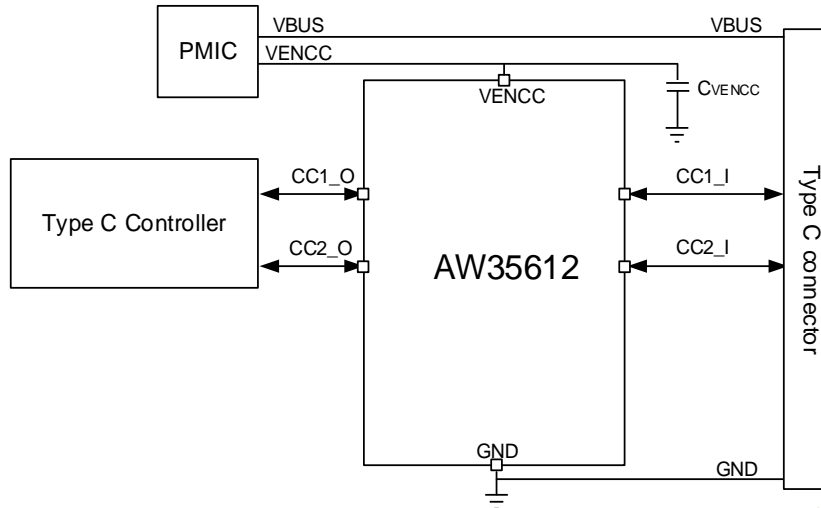 VBUS VBUS
PMIC
VENCC
VENCC
CVENCC
CC1_O CC1_I
Type C Controller
CC2_O CC2_I
AW35612
Type C connector
GND
GND